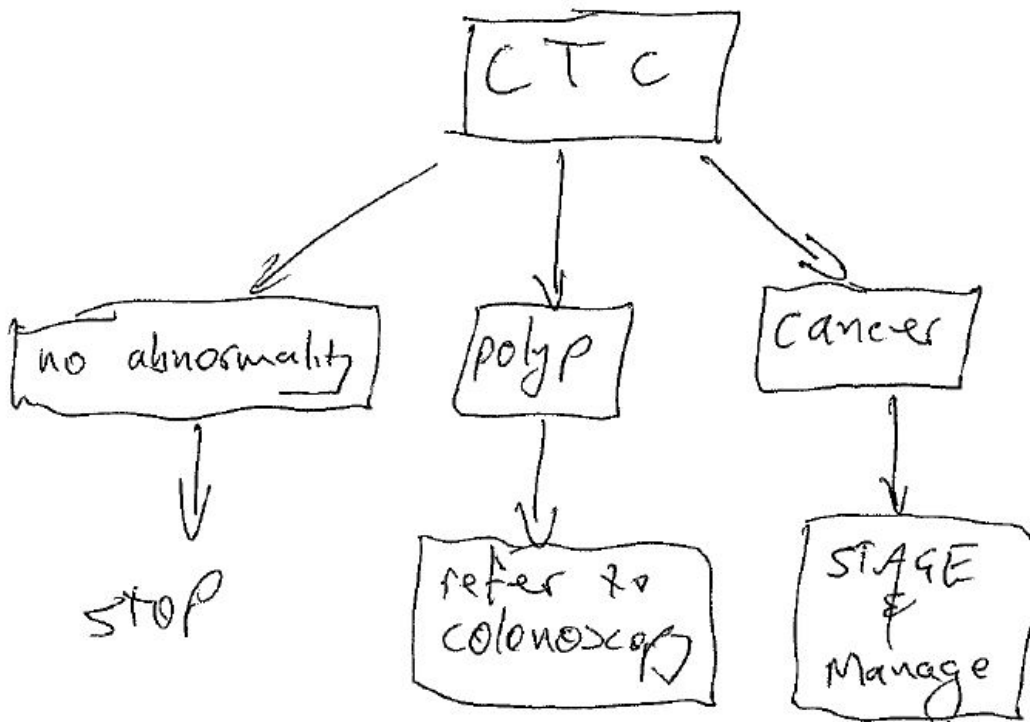 CTC
no abnormality
polyp
cancer
STOP
refer to
colonoscopy
STAGE
&
Manage